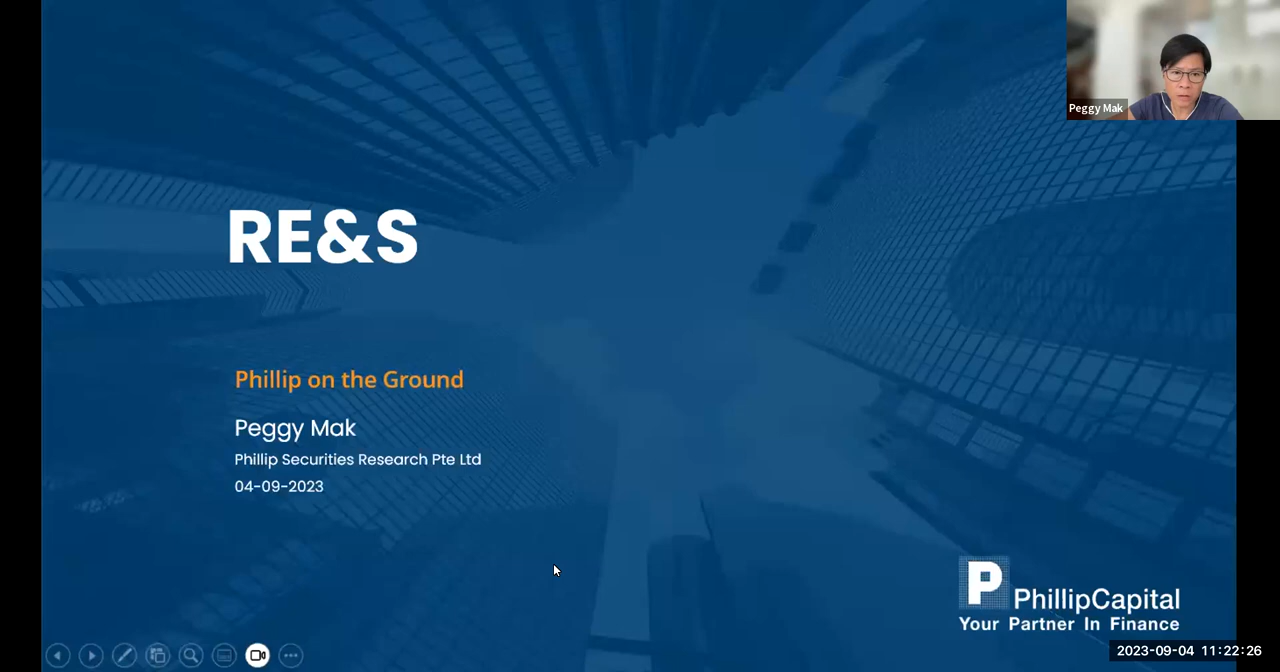 Peggy Mak
RE&S
Phillip on the Ground
Peggy Mak
Phillip Securities Research Pte Ltd
04-09-2023
P PhillipCapital
Your Partner In Finance
2023-09-04 11:22:26